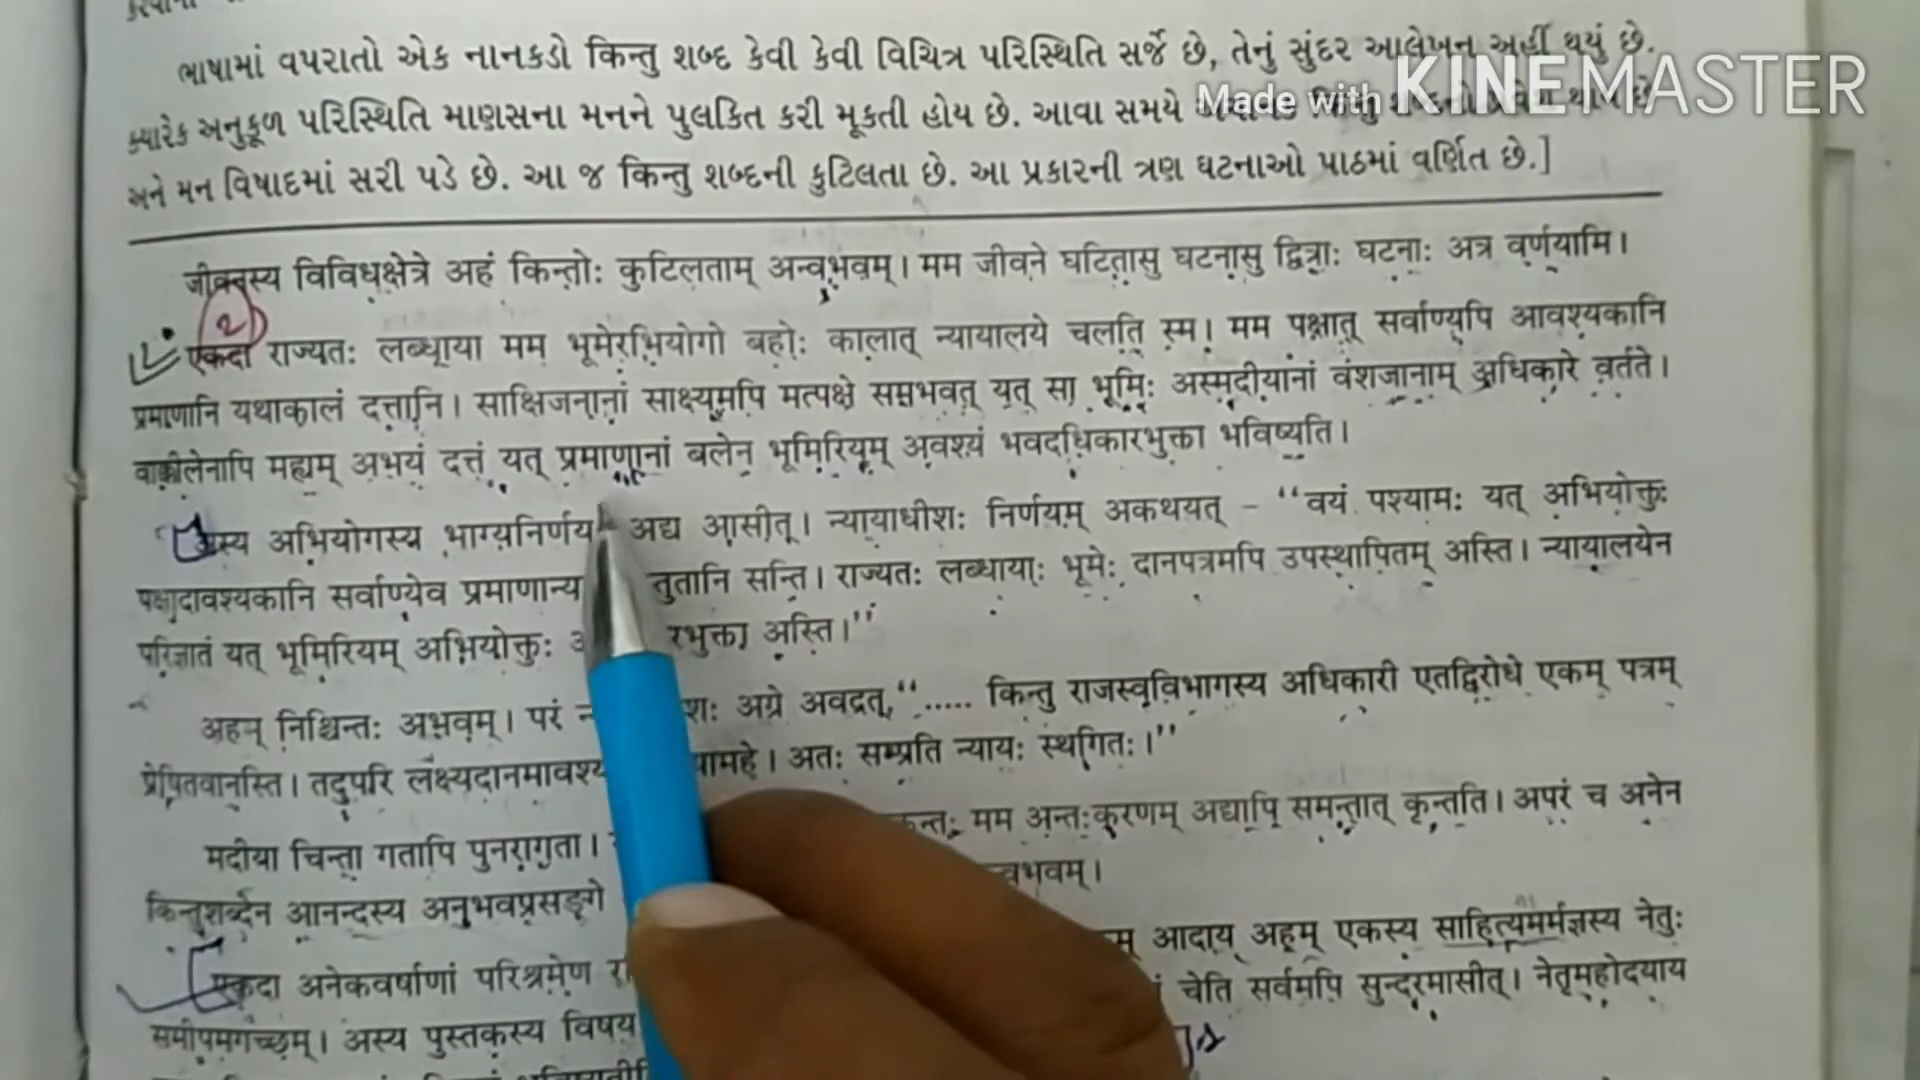 ભાષામાં વપરાતો એક નાનકડો કિન્તુ શબ્દ કેવી કેવી વિચિત્ર પરિસ્થિતિ સર્જે છે, તેનું સુંદર આલેખન અહીં થયું છે.
Made with KINEMASTER
ક્યારેક અનુકૂળ પરિસ્થિતિ માણસના મનને પુલકિત કરી મૂકતી હોય છે. આવા સમયે
અને મન વિષાદમાં સરી પડે છે. આ જ કિન્તુ શબ્દની કુટિલતા છે. આ પ્રકારની ત્રણ ઘટનાઓ પાઠમાં વર્ણિત છે.]
जीवनस्य विविधक्षेत्रे अहं किन्तोः कुटिलताम् अन्वभवम्। मम जीवने घटितासु घटनासु द्वित्राः घटनाः अत्र वर्णयामि।
एकदा राज्यतः लब्धाया मम भूमेरभियोगो बहोः कालात् न्यायालये चलति स्म। मम पक्षात् सर्वाण्यपि आवश्यकानि
प्रमाणानि यथाकालं दत्तानि। साक्षिजनानां साक्ष्यमपि मत्पक्षे समभवत् यत् सा भूमिः अस्मदीयांनां वंशजानाम् अधिकारे वर्तते।
वाक्कीलेनापि मह्यम् अभयं दत्तं यत् प्रमाणानां बलेन भूमिरियम् अवश्यं भवदधिकारभुक्ता भविष्यति।
अस्य अभियोगस्य भाग्यनिर्णय अद्य आसीत्। न्यायाधीशः निर्णयम् अकथयत् – “वयं पश्यामः यत् अभियोक्तुः
पक्षादावश्यकानि सर्वाण्येव प्रमाणान्य तुतानि सन्ति। राज्यतः लब्धायाः भूमेः दानपत्रमपि उपस्थापितम् अस्ति। न्यायालयेन
परिज्ञातं यत् भूमिरियम् अभियोक्तुः रभुक्ता अस्ति।”
अहम् निश्चिन्तः अभवम्। परं शः अग्रे अवदत् “..... किन्तु राजस्वविभागस्य अधिकारी एतद्विरोधे एकम् पत्रम्
प्रेषितवानस्ति। तदुपरि लक्ष्यदानमावश्य ामहे। अतः सम्प्रति न्यायः स्थगितः।”
मदीया चिन्ता गतापि पुनरागता। किन्तुः मम अन्तःकरणम् अद्यापि समन्तात् कृन्तति। अपरं च अनेन
किन्तुशब्देन आनन्दस्य अनुभवप्रसङ्गे न्वभवम्।
एकदा अनेकवर्षाणां परिश्रमेण म् आदाय अहम् एकस्य साहित्यमर्मज्ञस्य नेतुः
समीपमगच्छम्। अस्य पुस्तकस्य विषय चेति सर्वमपि सुन्दरमासीत्। नेतृमहोदयाय